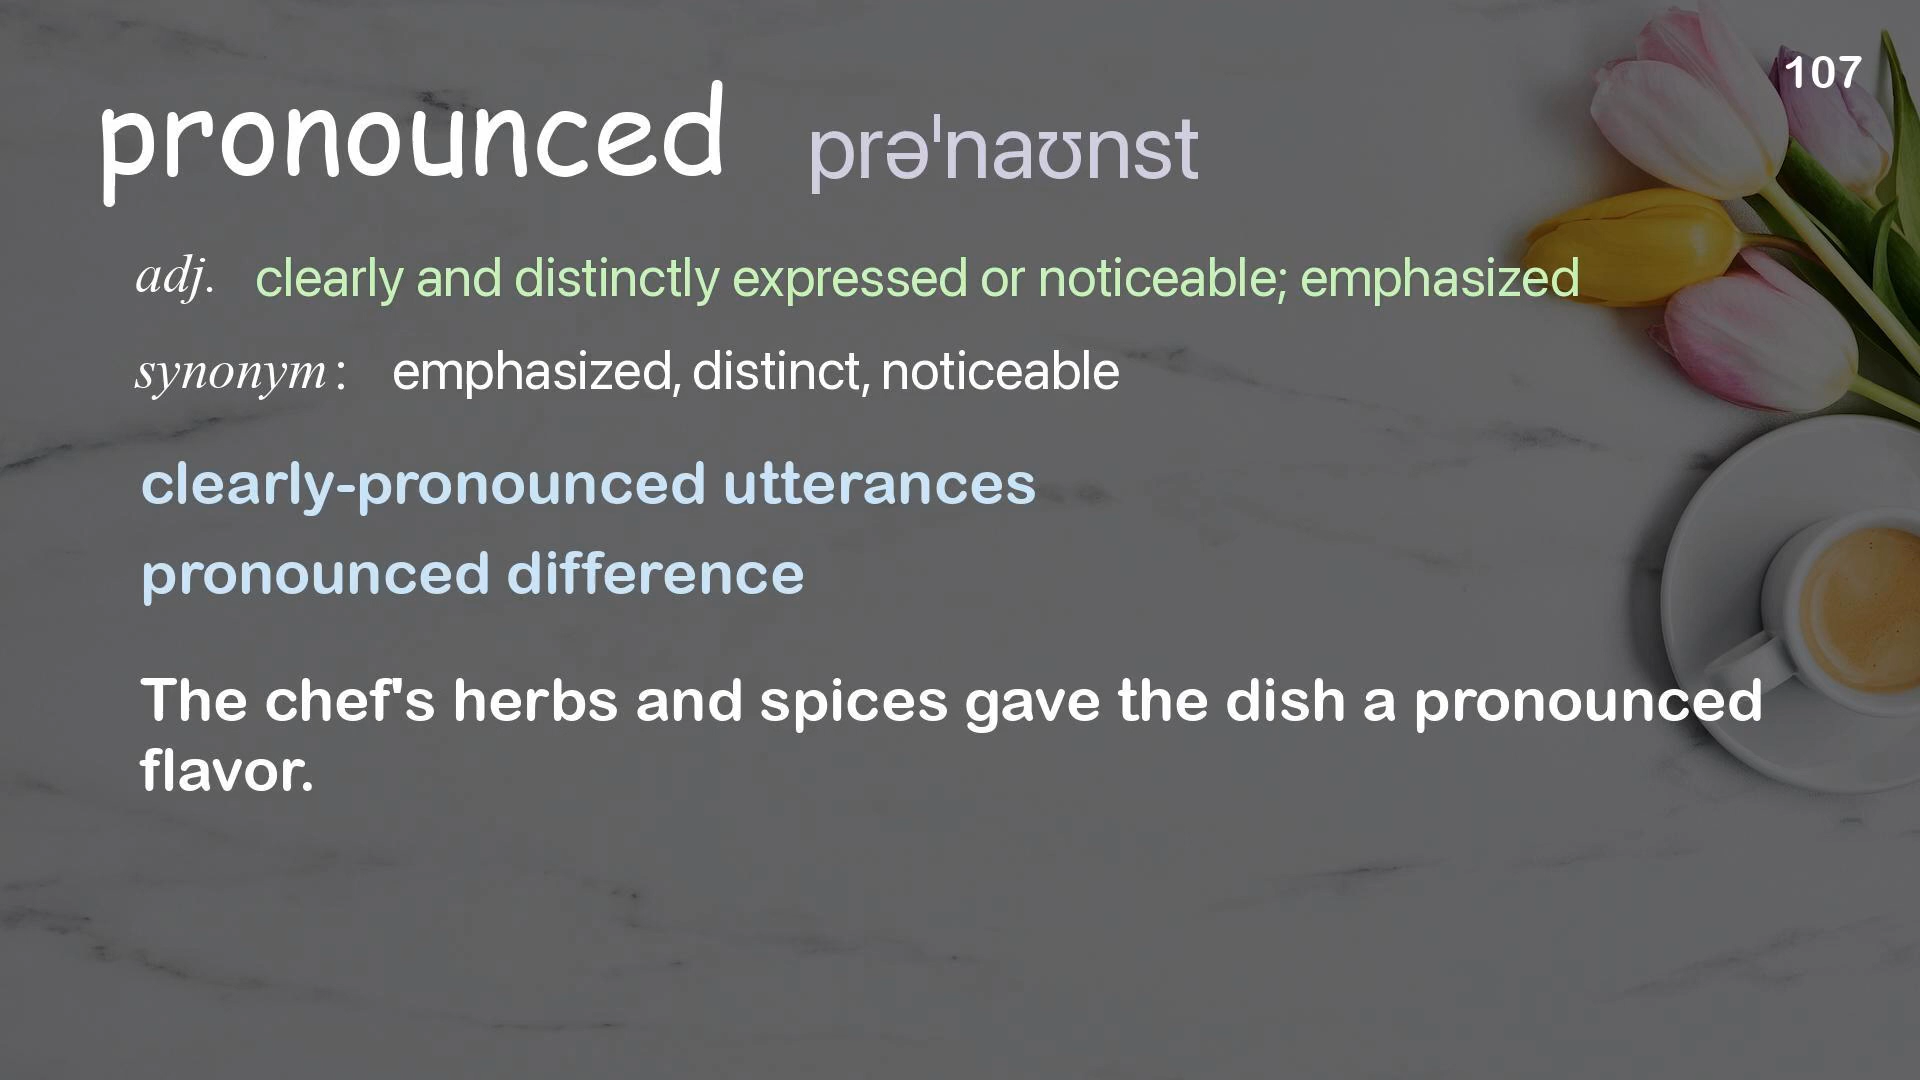 107
pronounced prəˈnaʊnst
adj. clearly and distinctly expressed or noticeable; emphasized
synonym: emphasized, distinct, noticeable
clearly-pronounced utterances
pronounced difference
The chef's herbs and spices gave the dish a pronounced
flavor.